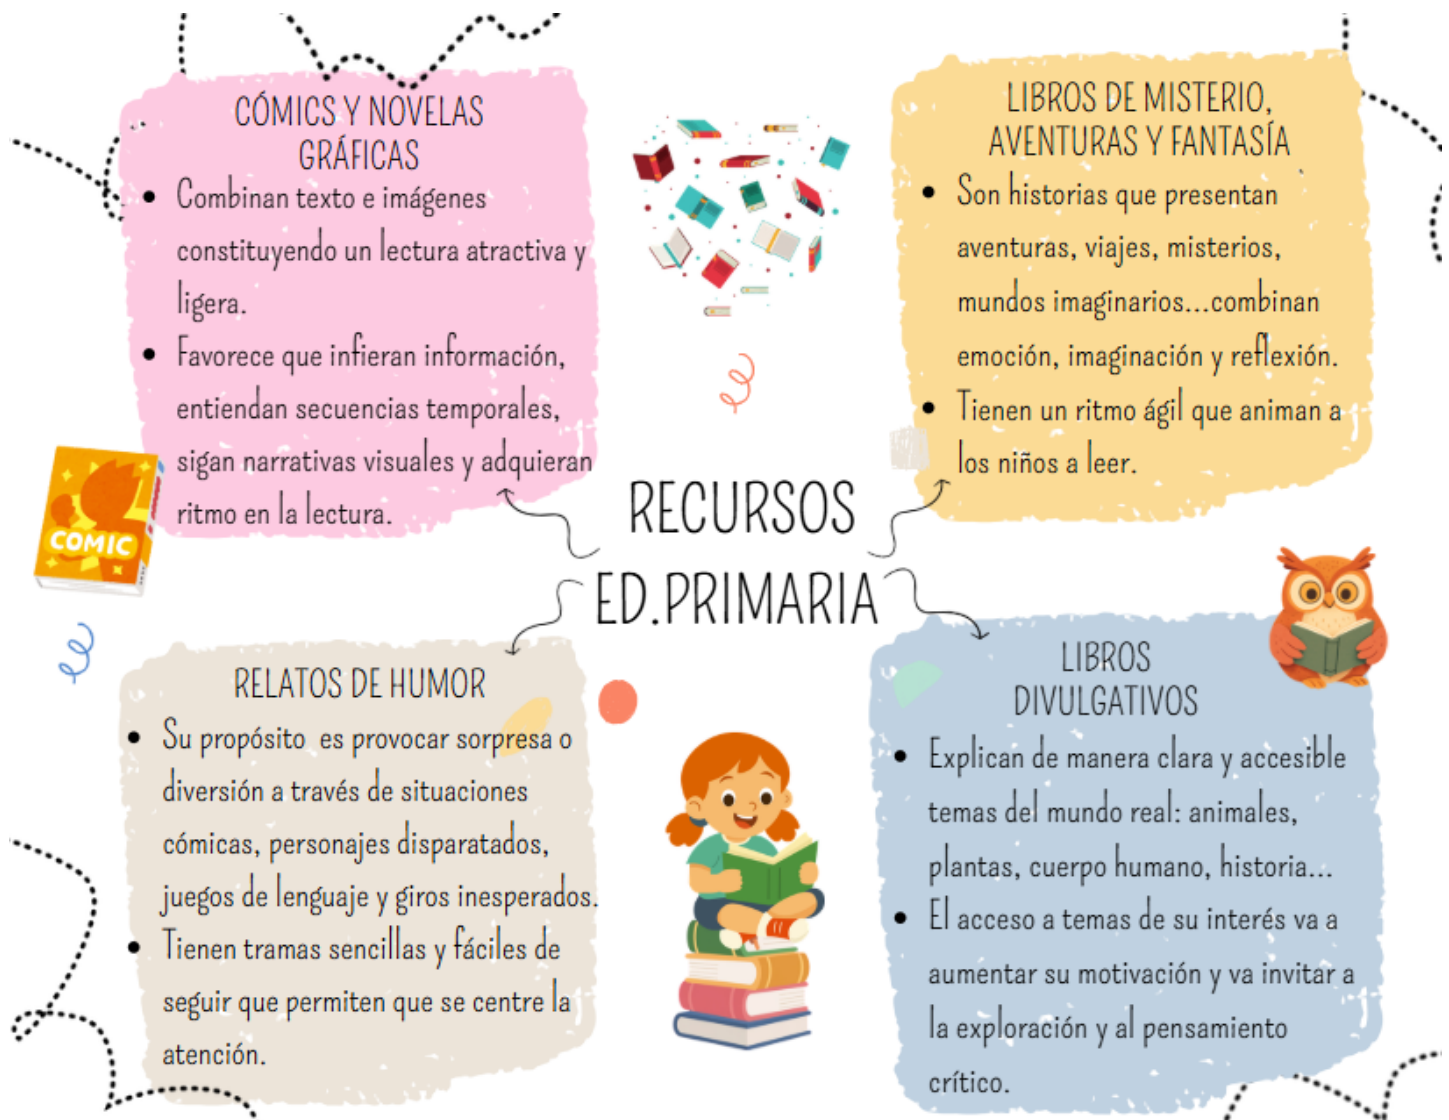 CÓMICS Y NOVELAS
GRÁFICAS
• Combinan texto e imágenes
constituyendo un lectura atractiva y
ligera.
• Favorece que infieran información,
entiendan secuencias temporales,
sigan narrativas visuales y adquieran
ritmo en la lectura.
COMIC
LIBROS DE MISTERIO,
AVENTURAS Y FANTASÍA
• Son historias que presentan
aventuras, viajes, misterios,
mundos imaginarios...combinan
emoción, imaginación y reflexión.
• Tienen un ritmo ágil que animan a
los niños a leer.
RECURSOS
ED.PRIMARIA
RELATOS DE HUMOR
• Su propósito es provocar sorpresa o
diversión a través de situaciones
cómicas, personajes disparatados,
juegos de lenguaje y giros inesperados.
• Tienen tramas sencillas y fáciles de
seguir que permiten que se centre la
atención.
LIBROS
DIVULGATIVOS
• Explican de manera clara y accesible
temas del mundo real: animales,
plantas, cuerpo humano, historia...
• El acceso a temas de su interés va a
aumentar su motivación y va invitar a
la exploración y al pensamiento
crítico.